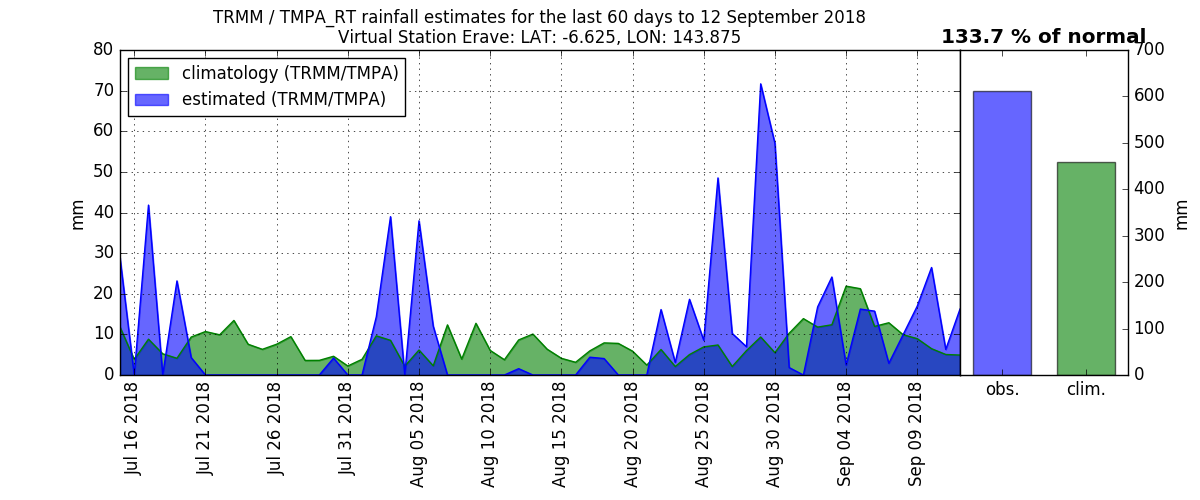 TRMM / TMPA_RT rainfall estimates for the last 60 days to 12 September 2018
Virtual Station Erave: LAT: -6.625, LON: 143.875
133.7 % of normal
climatology (TRMM/TMPA)
estimated (TRMM/TMPA)
80
70
60
50
40
30
20
10
0
mm
Jul 16 2018
Jul 21 2018
Jul 26 2018
Jul 31 2018
Aug 05 2018
Aug 10 2018
Aug 15 2018
Aug 20 2018
Aug 25 2018
Aug 30 2018
Sep 04 2018
Sep 09 2018
obs.
clim.
700
600
500
400
300
200
100
0
mm